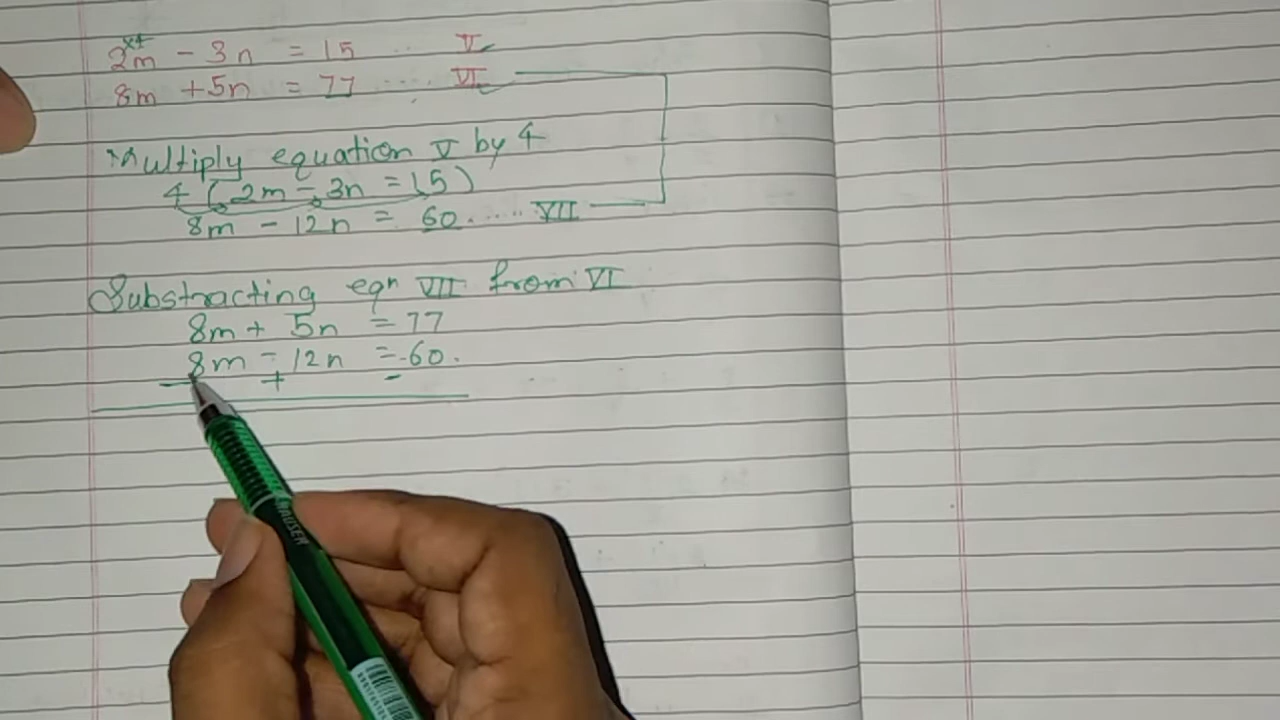 x4
2m - 3n = 15 .. V
8m + 5n = 77 .... VI
Multiply equation V by 4
4 ( 2m - 3n = 15 )
8m - 12n = 60 ..... VII
Substracting eqn VII from VI
8m + 5n = 77
8m - 12n = 60.
- + -